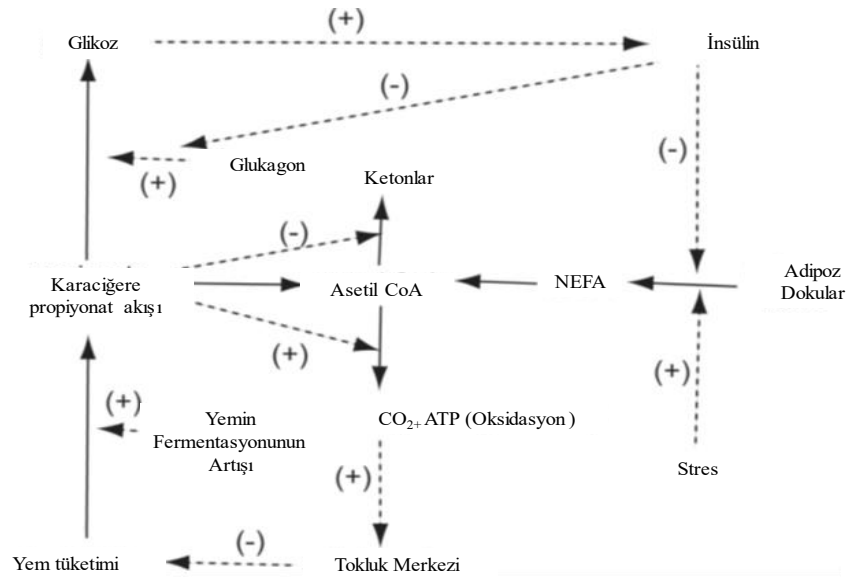 (+)
Glikoz
İnsülin
(-)
(-)
Glukagon
(+)
Ketonlar
(-)
Karaciğere
propiyonat akışı
Asetil CoA
NEFA
Adipoz
Dokular
(+)
(+)
(+)
Yemin
Fermentasyonunun
Artışı
CO₂₊ ATP (Oksidasyon )
(+)
Stres
(-)
Yem tüketimi
Tokluk Merkezi